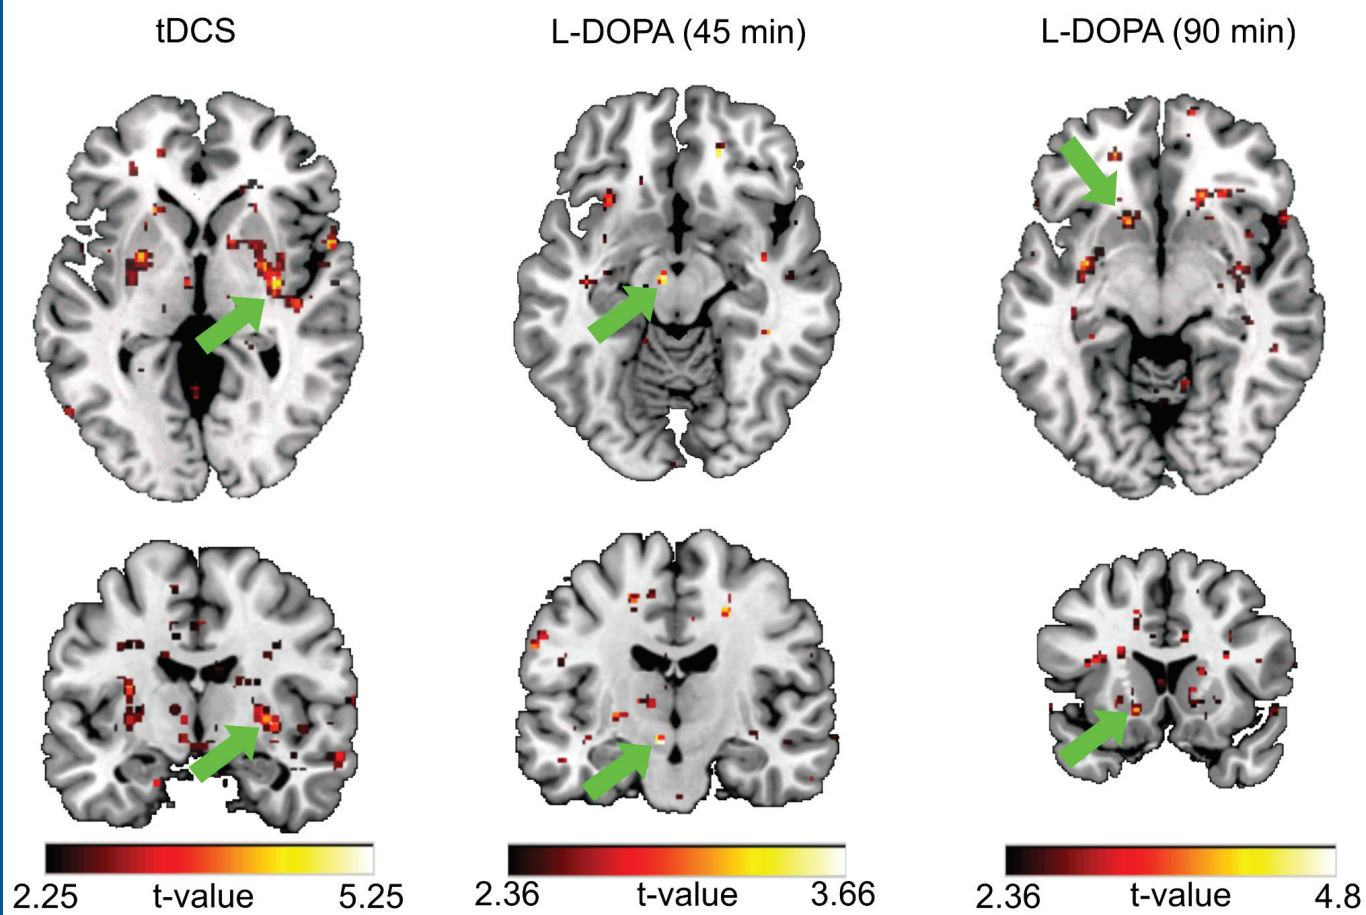 tDCS
L-DOPA (45 min)
L-DOPA (90 min)
2.25 t-value 5.25
2.36 t-value 3.66
2.36 t-value 4.8